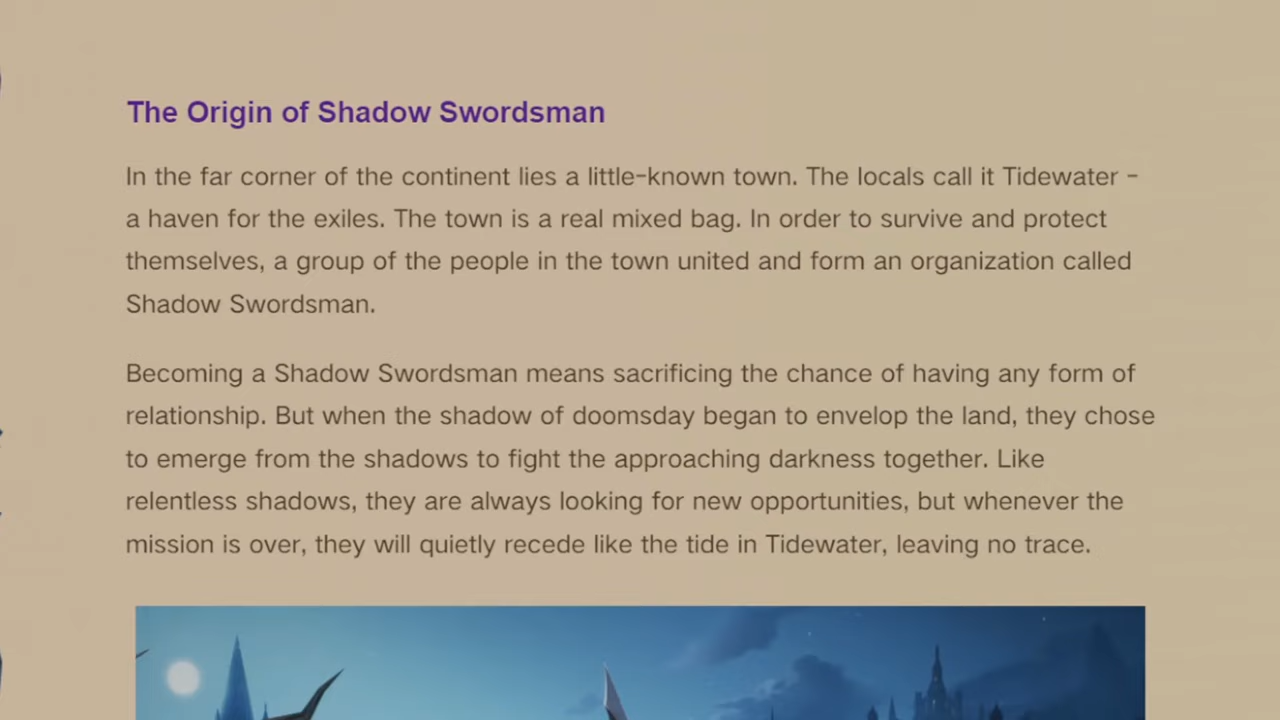 The Origin of Shadow Swordsman
In the far corner of the continent lies a little-known town. The locals call it Tidewater -
a haven for the exiles. The town is a real mixed bag. In order to survive and protect
themselves, a group of the people in the town united and form an organization called
Shadow Swordsman.
Becoming a Shadow Swordsman means sacrificing the chance of having any form of
relationship. But when the shadow of doomsday began to envelop the land, they chose
to emerge from the shadows to fight the approaching darkness together. Like
relentless shadows, they are always looking for new opportunities, but whenever the
mission is over, they will quietly recede like the tide in Tidewater, leaving no trace.